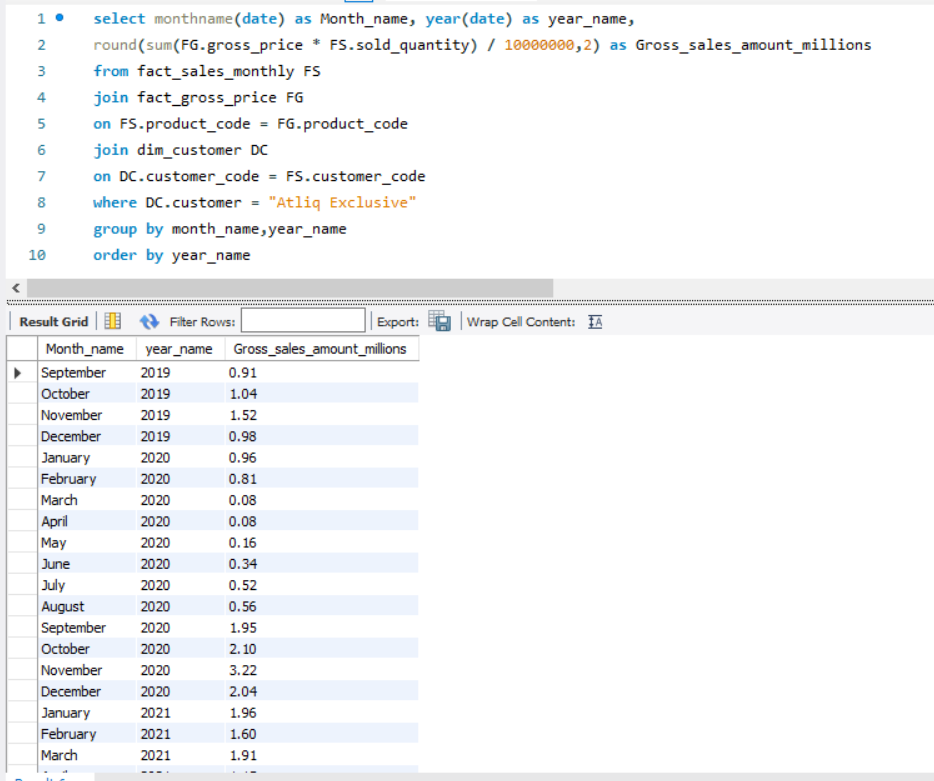 1 select monthname(date) as Month_name, year(date) as year_name,
2 round(sum(FG.gross_price * FS.sold_quantity) / 10000000,2) as Gross_sales_amount_millions
3 from fact_sales_monthly FS
4 join fact_gross_price FG
5 on FS.product_code = FG.product_code
6 join dim_customer DC
7 on DC.customer_code = FS.customer_code
8 where DC.customer = "Atliq Exclusive"
9 group by month_name,year_name
10 order by year_name
Result Grid Filter Rows: Export: Wrap Cell Content:
Month_name year_name Gross_sales_amount_millions
September 2019 0.91
October 2019 1.04
November 2019 1.52
December 2019 0.98
January 2020 0.96
February 2020 0.81
March 2020 0.08
April 2020 0.08
May 2020 0.16
June 2020 0.34
July 2020 0.52
August 2020 0.56
September 2020 1.95
October 2020 2.10
November 2020 3.22
December 2020 2.04
January 2021 1.96
February 2021 1.60
March 2021 1.91